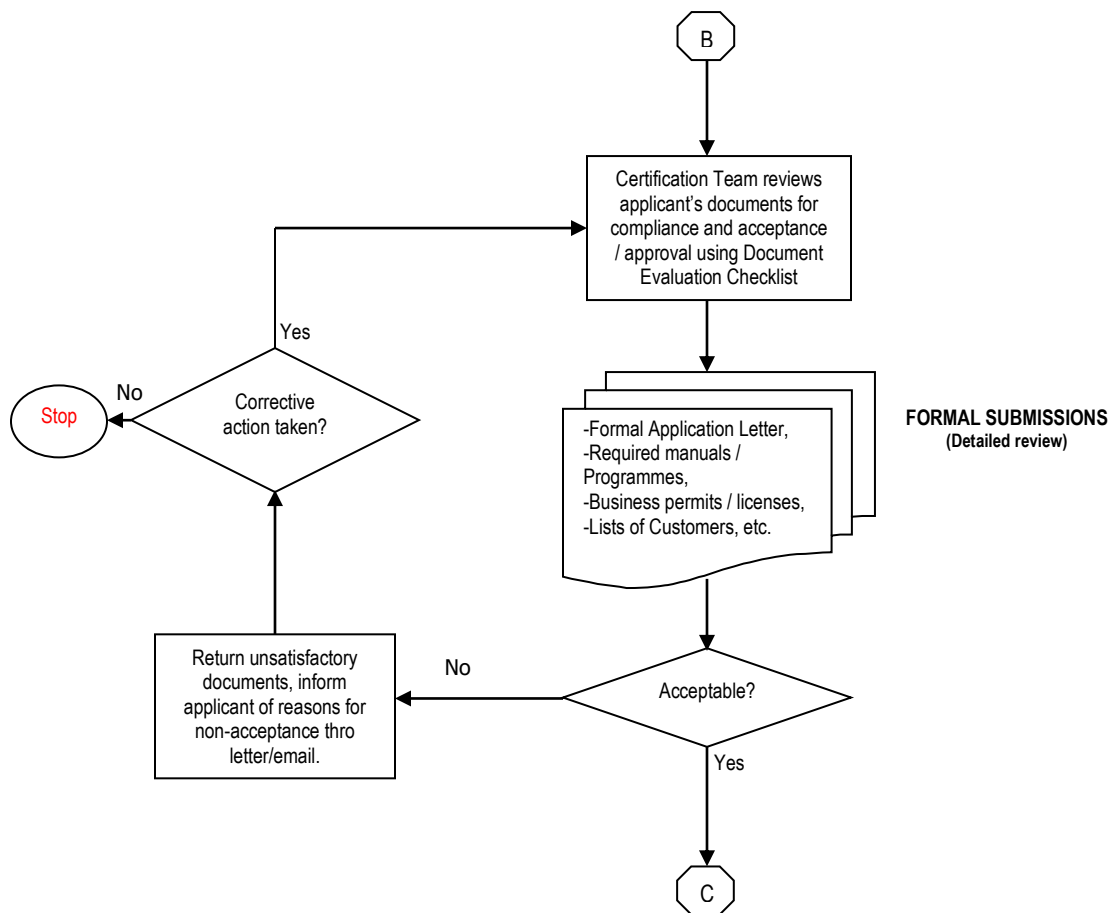 B
Certification Team reviews
applicant’s documents for
compliance and acceptance
/ approval using Document
Evaluation Checklist
Yes
No
Stop
Corrective
action taken?
-Formal Application Letter,
-Required manuals /
Programmes,
-Business permits / licenses,
-Lists of Customers, etc.
FORMAL SUBMISSIONS
(Detailed review)
Return unsatisfactory
documents, inform
applicant of reasons for
non-acceptance thro
letter/email.
No
Acceptable?
Yes
C